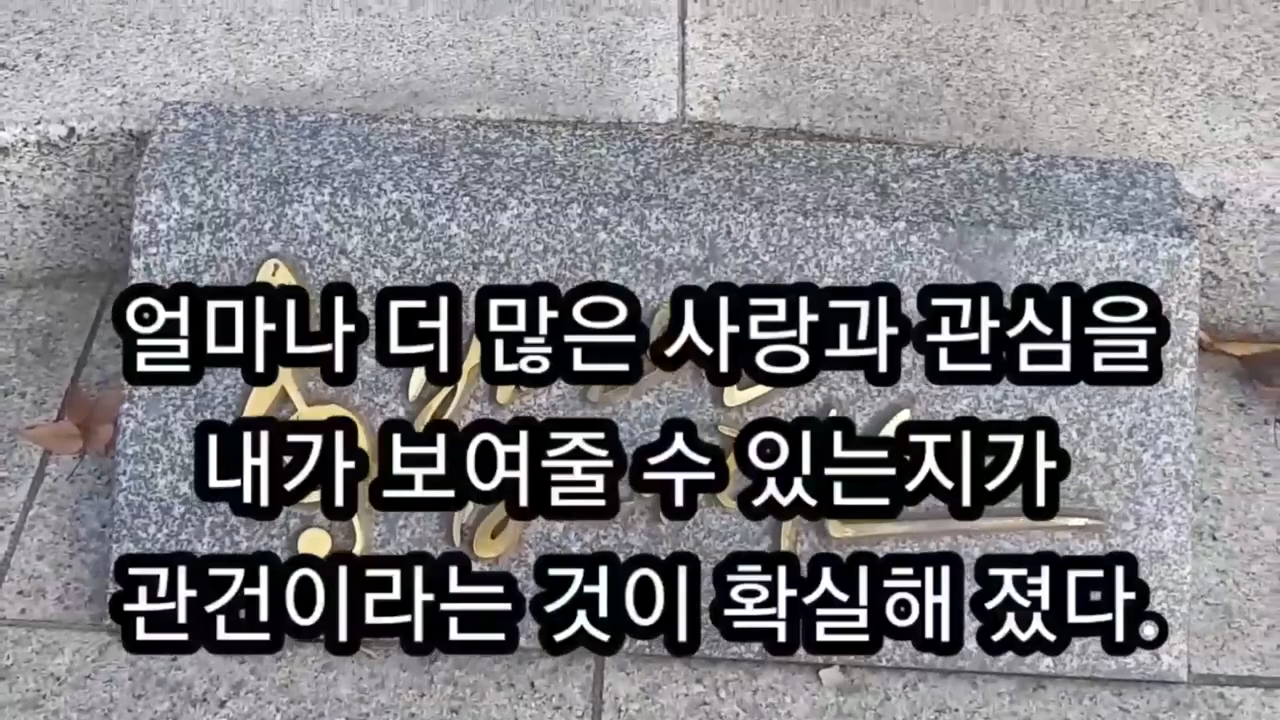 얼마나 더 많은 사랑과 관심을
내가 보여줄 수 있는지가
관건이라는 것이 확실해 졌다.